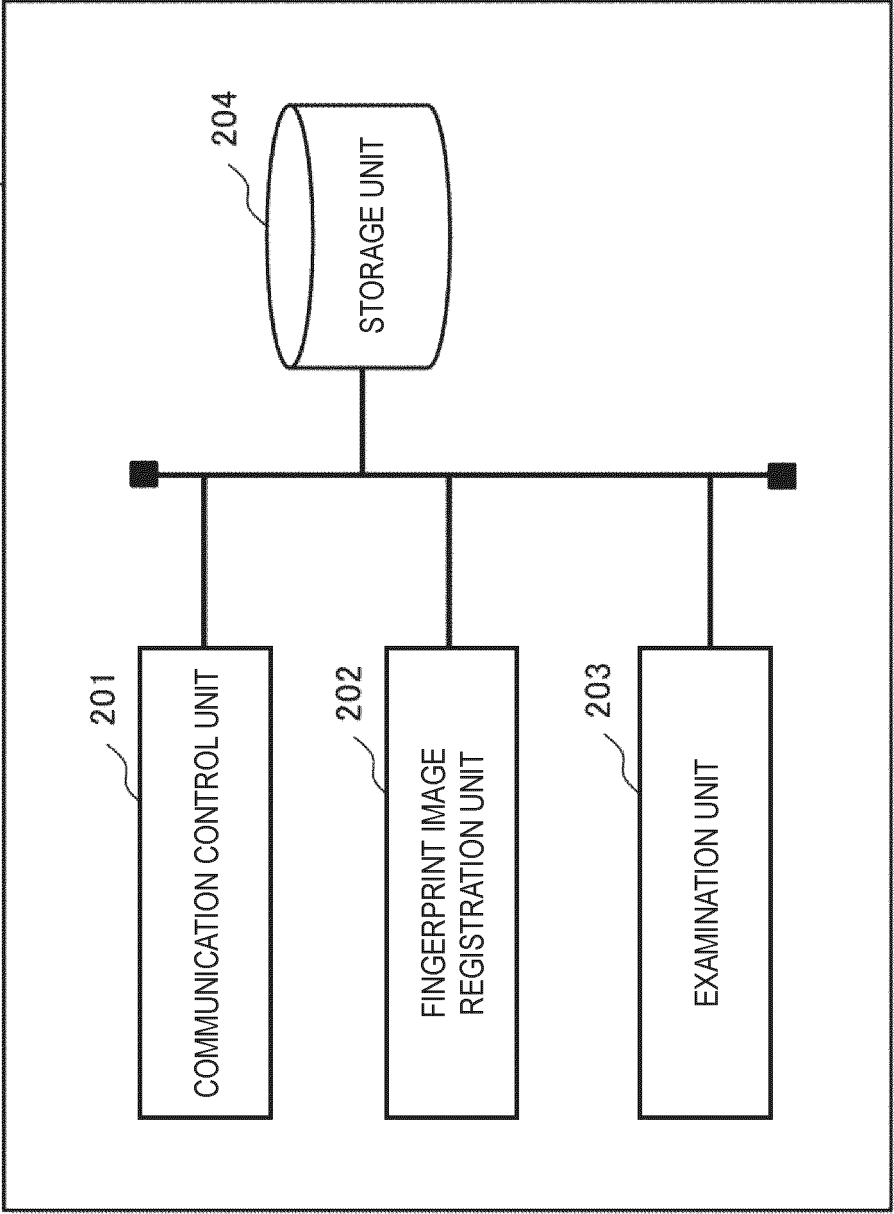 201
COMMUNICATION CONTROL UNIT
202
FINGERPRINT IMAGE
REGISTRATION UNIT
203
EXAMINATION UNIT
204
STORAGE UNIT